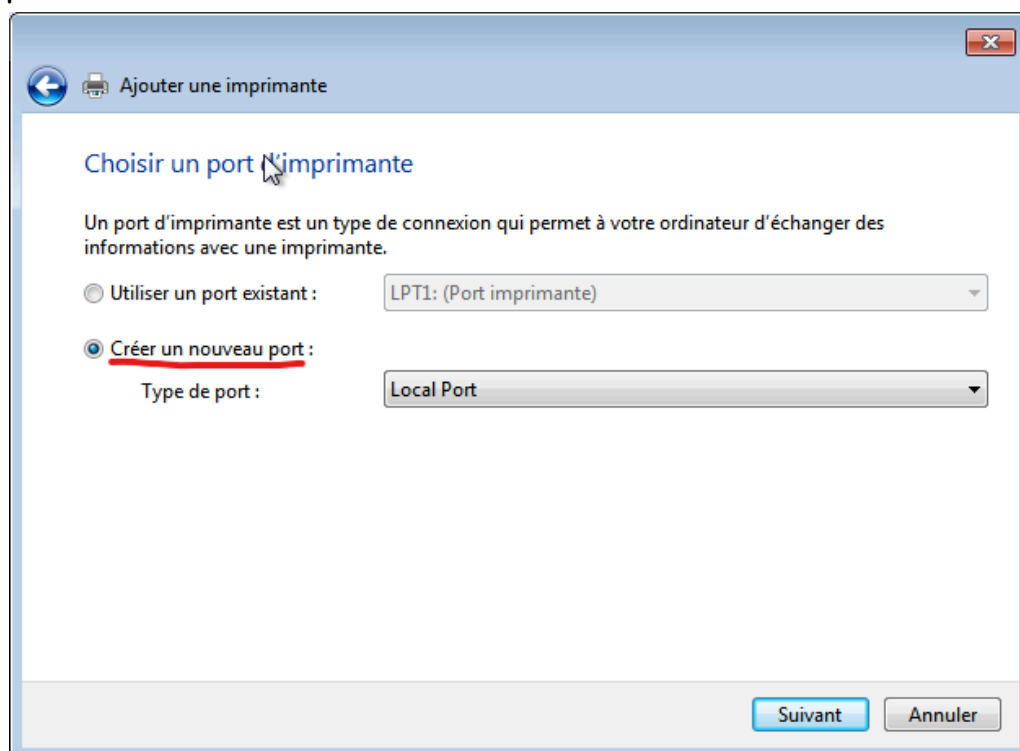 Ajouter une imprimante
Choisir un port d'imprimante
Un port d'imprimante est un type de connexion qui permet à votre ordinateur d'échanger des
informations avec une imprimante.
Utiliser un port existant : LPT1: (Port imprimante)
Créer un nouveau port :
Type de port : Local Port
Suivant Annuler